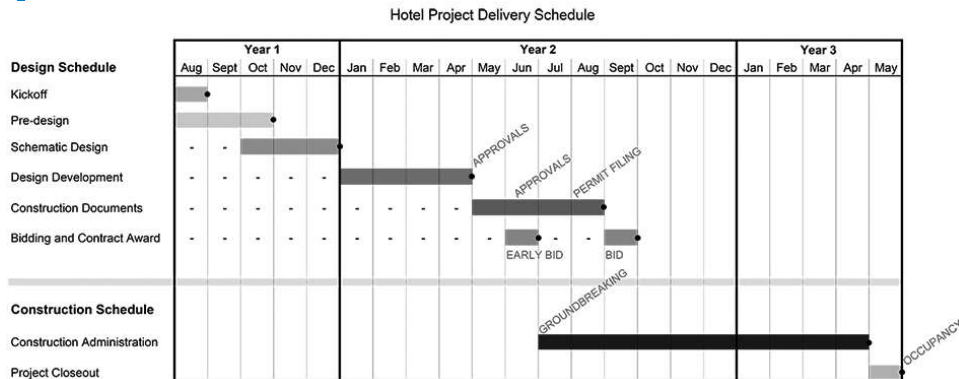 Hotel Project Delivery Schedule
Year 1 Year 2 Year 3
Design Schedule Aug Sept Oct Nov Dec Jan Feb Mar Apr May Jun Jul Aug Sept Oct Nov Dec Jan Feb Mar Apr May
Kickoff
Pre-design
Schematic Design
APPROVALS
Design Development
APPROVALS
PERMIT FILING
Construction Documents
Bidding and Contract Award
EARLY BID BID
Construction Schedule
GROUNDBREAKING
Construction Administration
OCCUPANCY
Project Closeout